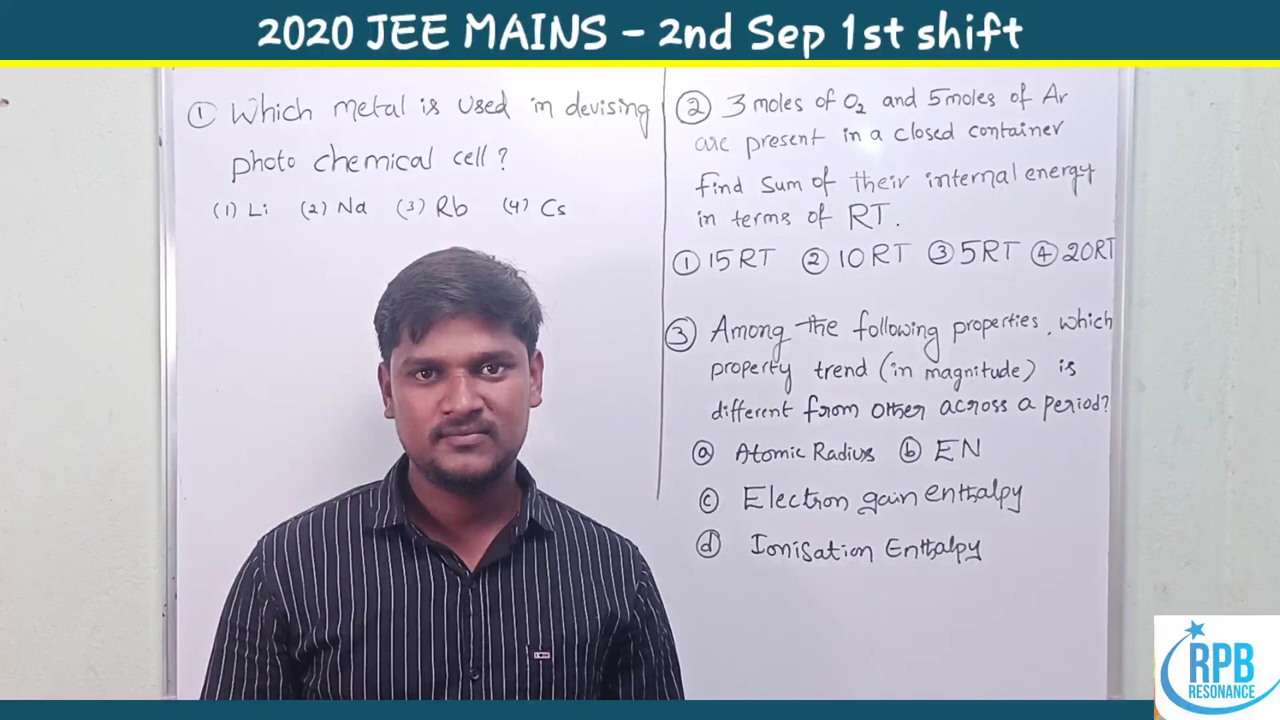 2020 JEE MAINS - 2nd Sep 1st shift
① Which metal is used in devising
photo chemical cell?
(1) Li (2) Na (3) Rb (4) Cs
② 3 moles of O₂ and 5 moles of Ar
are present in a closed container
find sum of their internal energy
in terms of RT.
① 15RT ② 10RT ③ 5RT ④ 20RT
③ Among the following properties, which
property trend (in magnitude) is
different from other across a period?
ⓐ Atomic Radius ⓑ EN
ⓒ Electron gain enthalpy
ⓓ Ionisation Enthalpy
RPB
RESONANCE